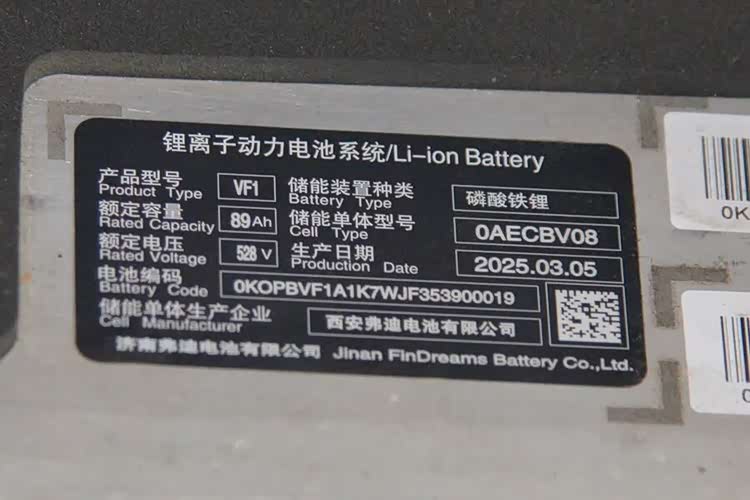 锂离子动力电池系统/Li-ion Battery
产品型号 VF1 储能装置种类 磷酸铁锂
Product Type Battery Type
额定容量 89Ah 储能单体型号 0AECBV08
Rated Capacity Cell Type
额定电压 528 V 生产日期 2025.03.05
Rated Voltage Production Date
电池编码 0KOPBVF1A1K7WJF353900019
Battery Code
储能单体生产企业 西安弗迪电池有限公司
Cell Manufacturer
济南弗迪电池有限公司 Jinan FinDreams Battery Co.,Ltd.
0K
0